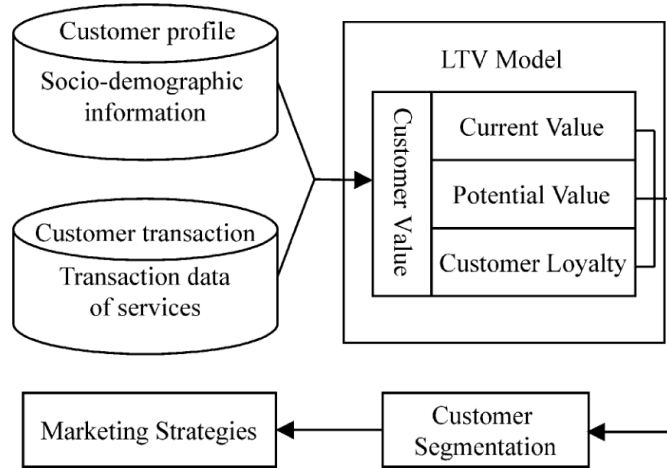 Customer profile
Socio-demographic
information
Customer transaction
Transaction data
of services
LTV Model
Customer Value
Current Value
Potential Value
Customer Loyalty
Marketing Strategies
Customer
Segmentation